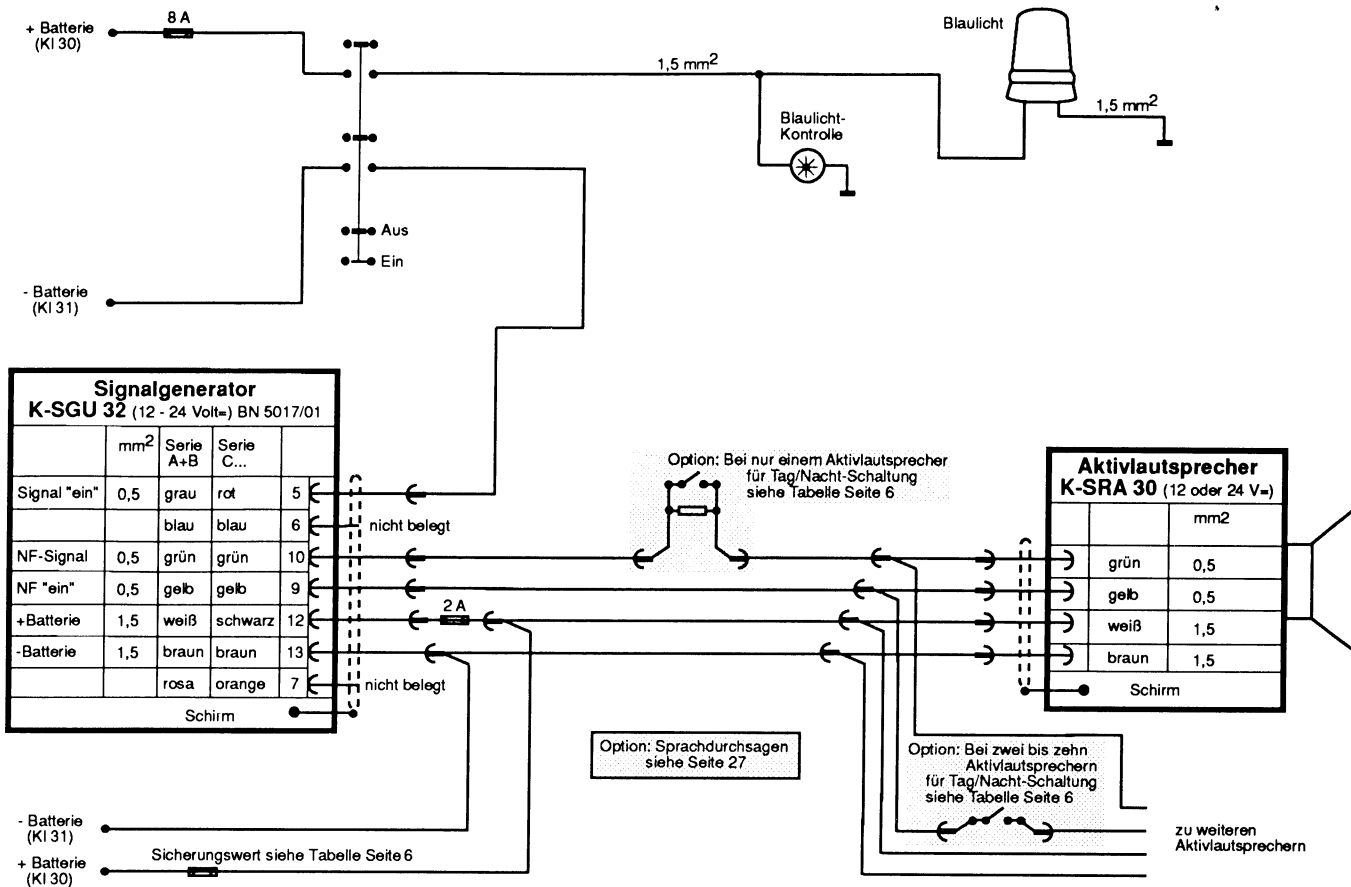 8 A
+ Batterie
(Kl 30)
Blaulicht
1,5 mm2
1,5 mm2
Blaulicht-
Kontrolle
Aus
Ein
- Batterie
(Kl 31)
Signalgenerator
K-SGU 32 (12 - 24 Volt=) BN 5017/01
mm2 Serie A+B Serie C...
Signal "ein" 0,5 grau rot 5
blau blau 6 nicht belegt
NF-Signal 0,5 grün grün 10
NF "ein" 0,5 gelb gelb 9
+Batterie 1,5 weiß schwarz 12
2 A
-Batterie 1,5 braun braun 13
rosa orange 7 nicht belegt
Schirm
Option: Bei nur einem Aktivlautsprecher
für Tag/Nacht-Schaltung
siehe Tabelle Seite 6
Aktivlautsprecher
K-SRA 30 (12 oder 24 V=)
mm2
grün 0,5
gelb 0,5
weiß 1,5
braun 1,5
Schirm
Option: Sprachdurchsagen
siehe Seite 27
Option: Bei zwei bis zehn
Aktivlautsprechern
für Tag/Nacht-Schaltung
siehe Tabelle Seite 6
- Batterie
(Kl 31)
+ Batterie
(Kl 30)
Sicherungswert siehe Tabelle Seite 6
zu weiteren
Aktivlautsprechern